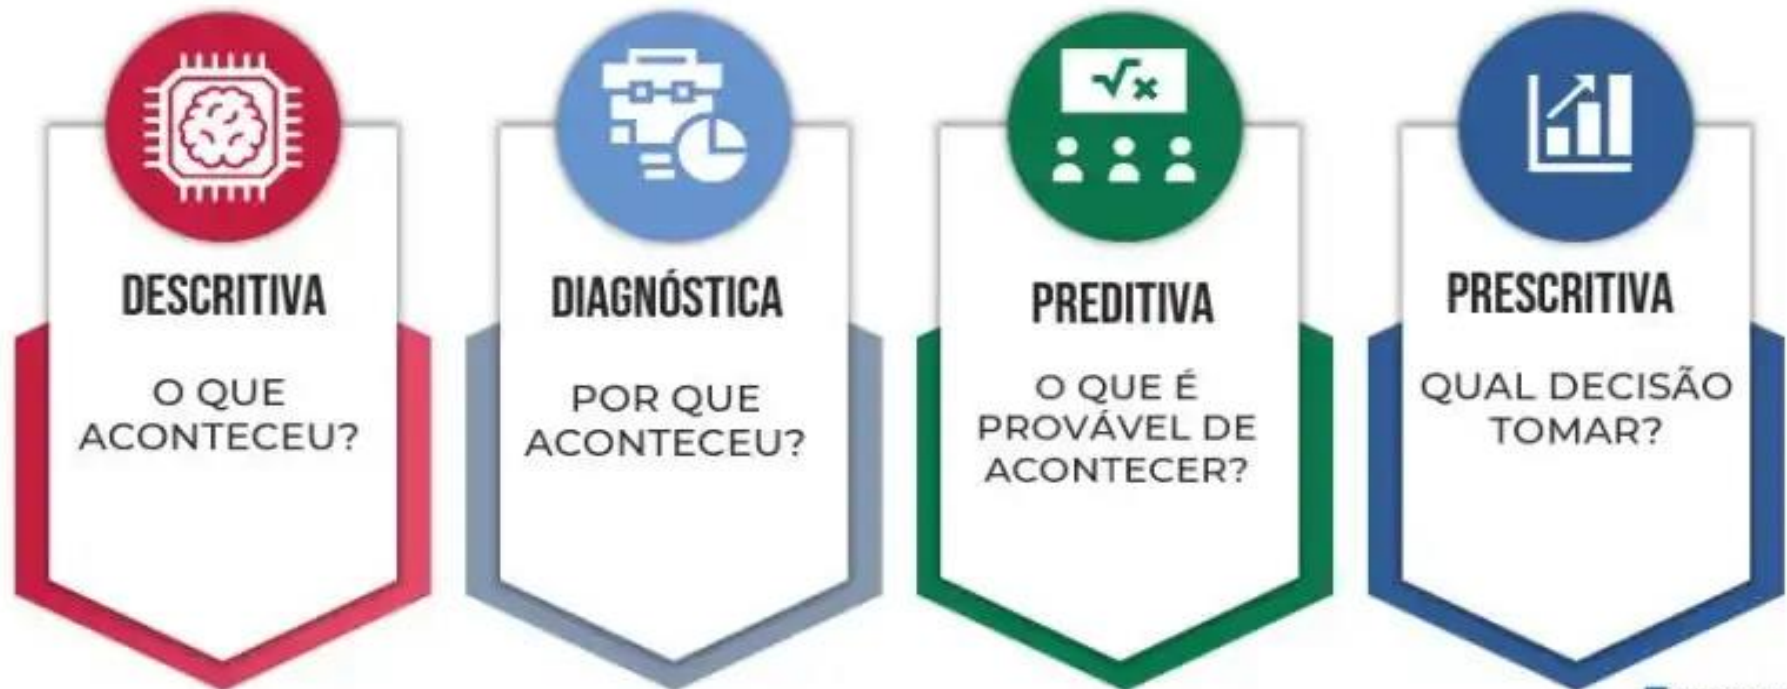 DESCRITIVA
O QUE
ACONTECEU?
DIAGNÓSTICA
POR QUE
ACONTECEU?
PREDITIVA
√x
O QUE É
PROVÁVEL DE
ACONTECER?
PRESCRITIVA
QUAL DECISÃO
TOMAR?